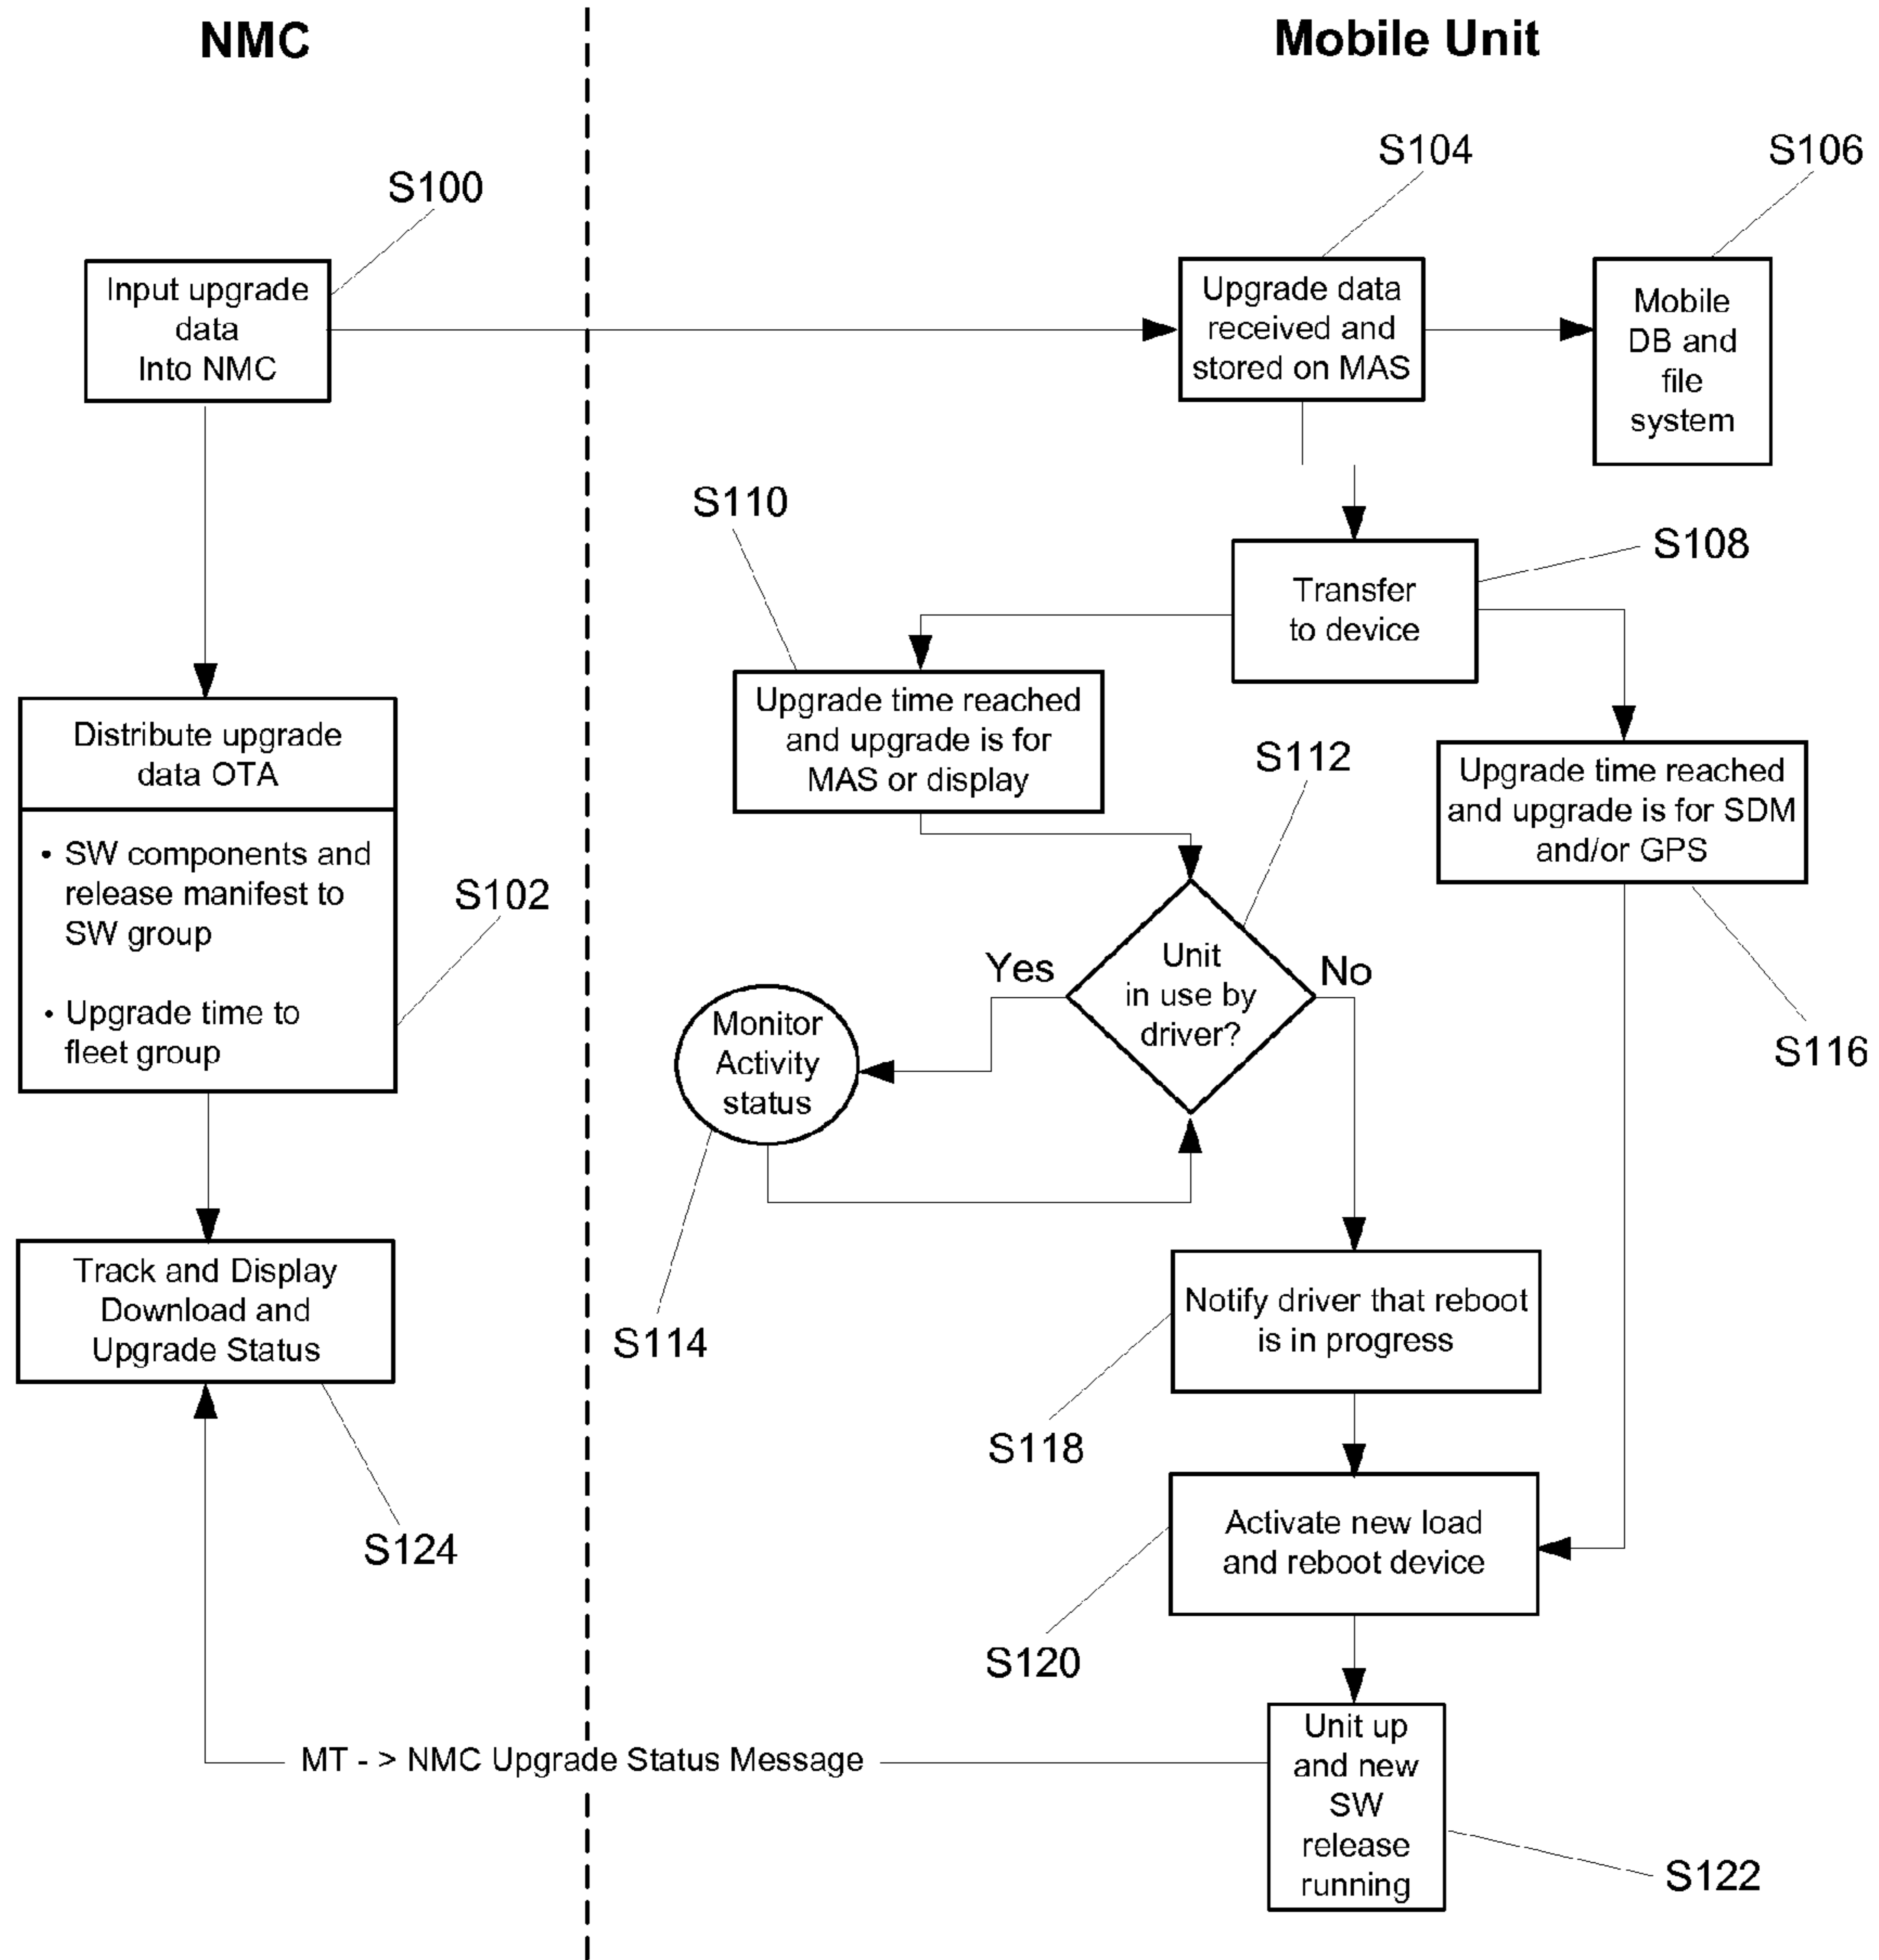 NMC
Mobile Unit
S104
S106
S100
Input upgrade
data
Into NMC
Upgrade data
received and
stored on MAS
Mobile
DB and
file
system
S110
S108
Transfer
to device
Upgrade time reached
and upgrade is for
MAS or display
S112
Distribute upgrade
data OTA
Upgrade time reached
and upgrade is for SDM
and/or GPS
• SW components and
release manifest to
SW group
S102
• Upgrade time to
fleet group
Yes
Unit
in use by
driver?
No
Monitor
Activity
status
S116
Track and Display
Download and
Upgrade Status
S114
Notify driver that reboot
is in progress
S118
S124
Activate new load
and reboot device
S120
MT - > NMC Upgrade Status Message
Unit up
and new
SW
release
running
S122